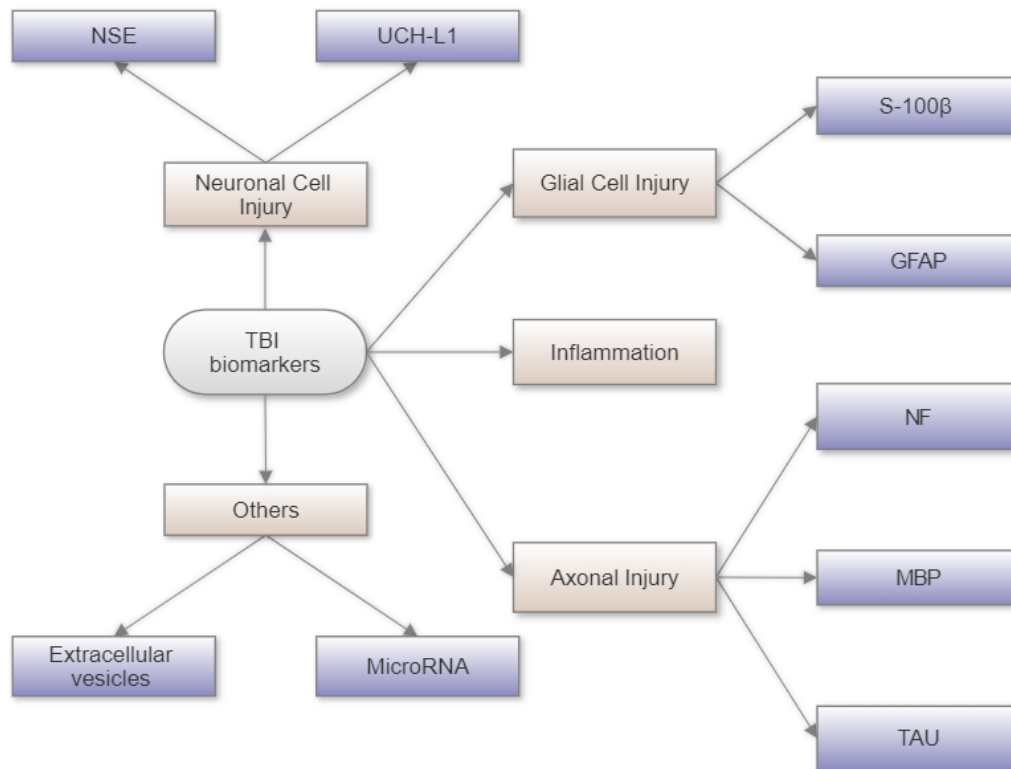 NSE
UCH-L1
S-100β
Neuronal Cell
Injury
Glial Cell Injury
GFAP
TBI
biomarkers
Inflammation
NF
Others
Axonal Injury
MBP
Extracellular
vesicles
MicroRNA
TAU